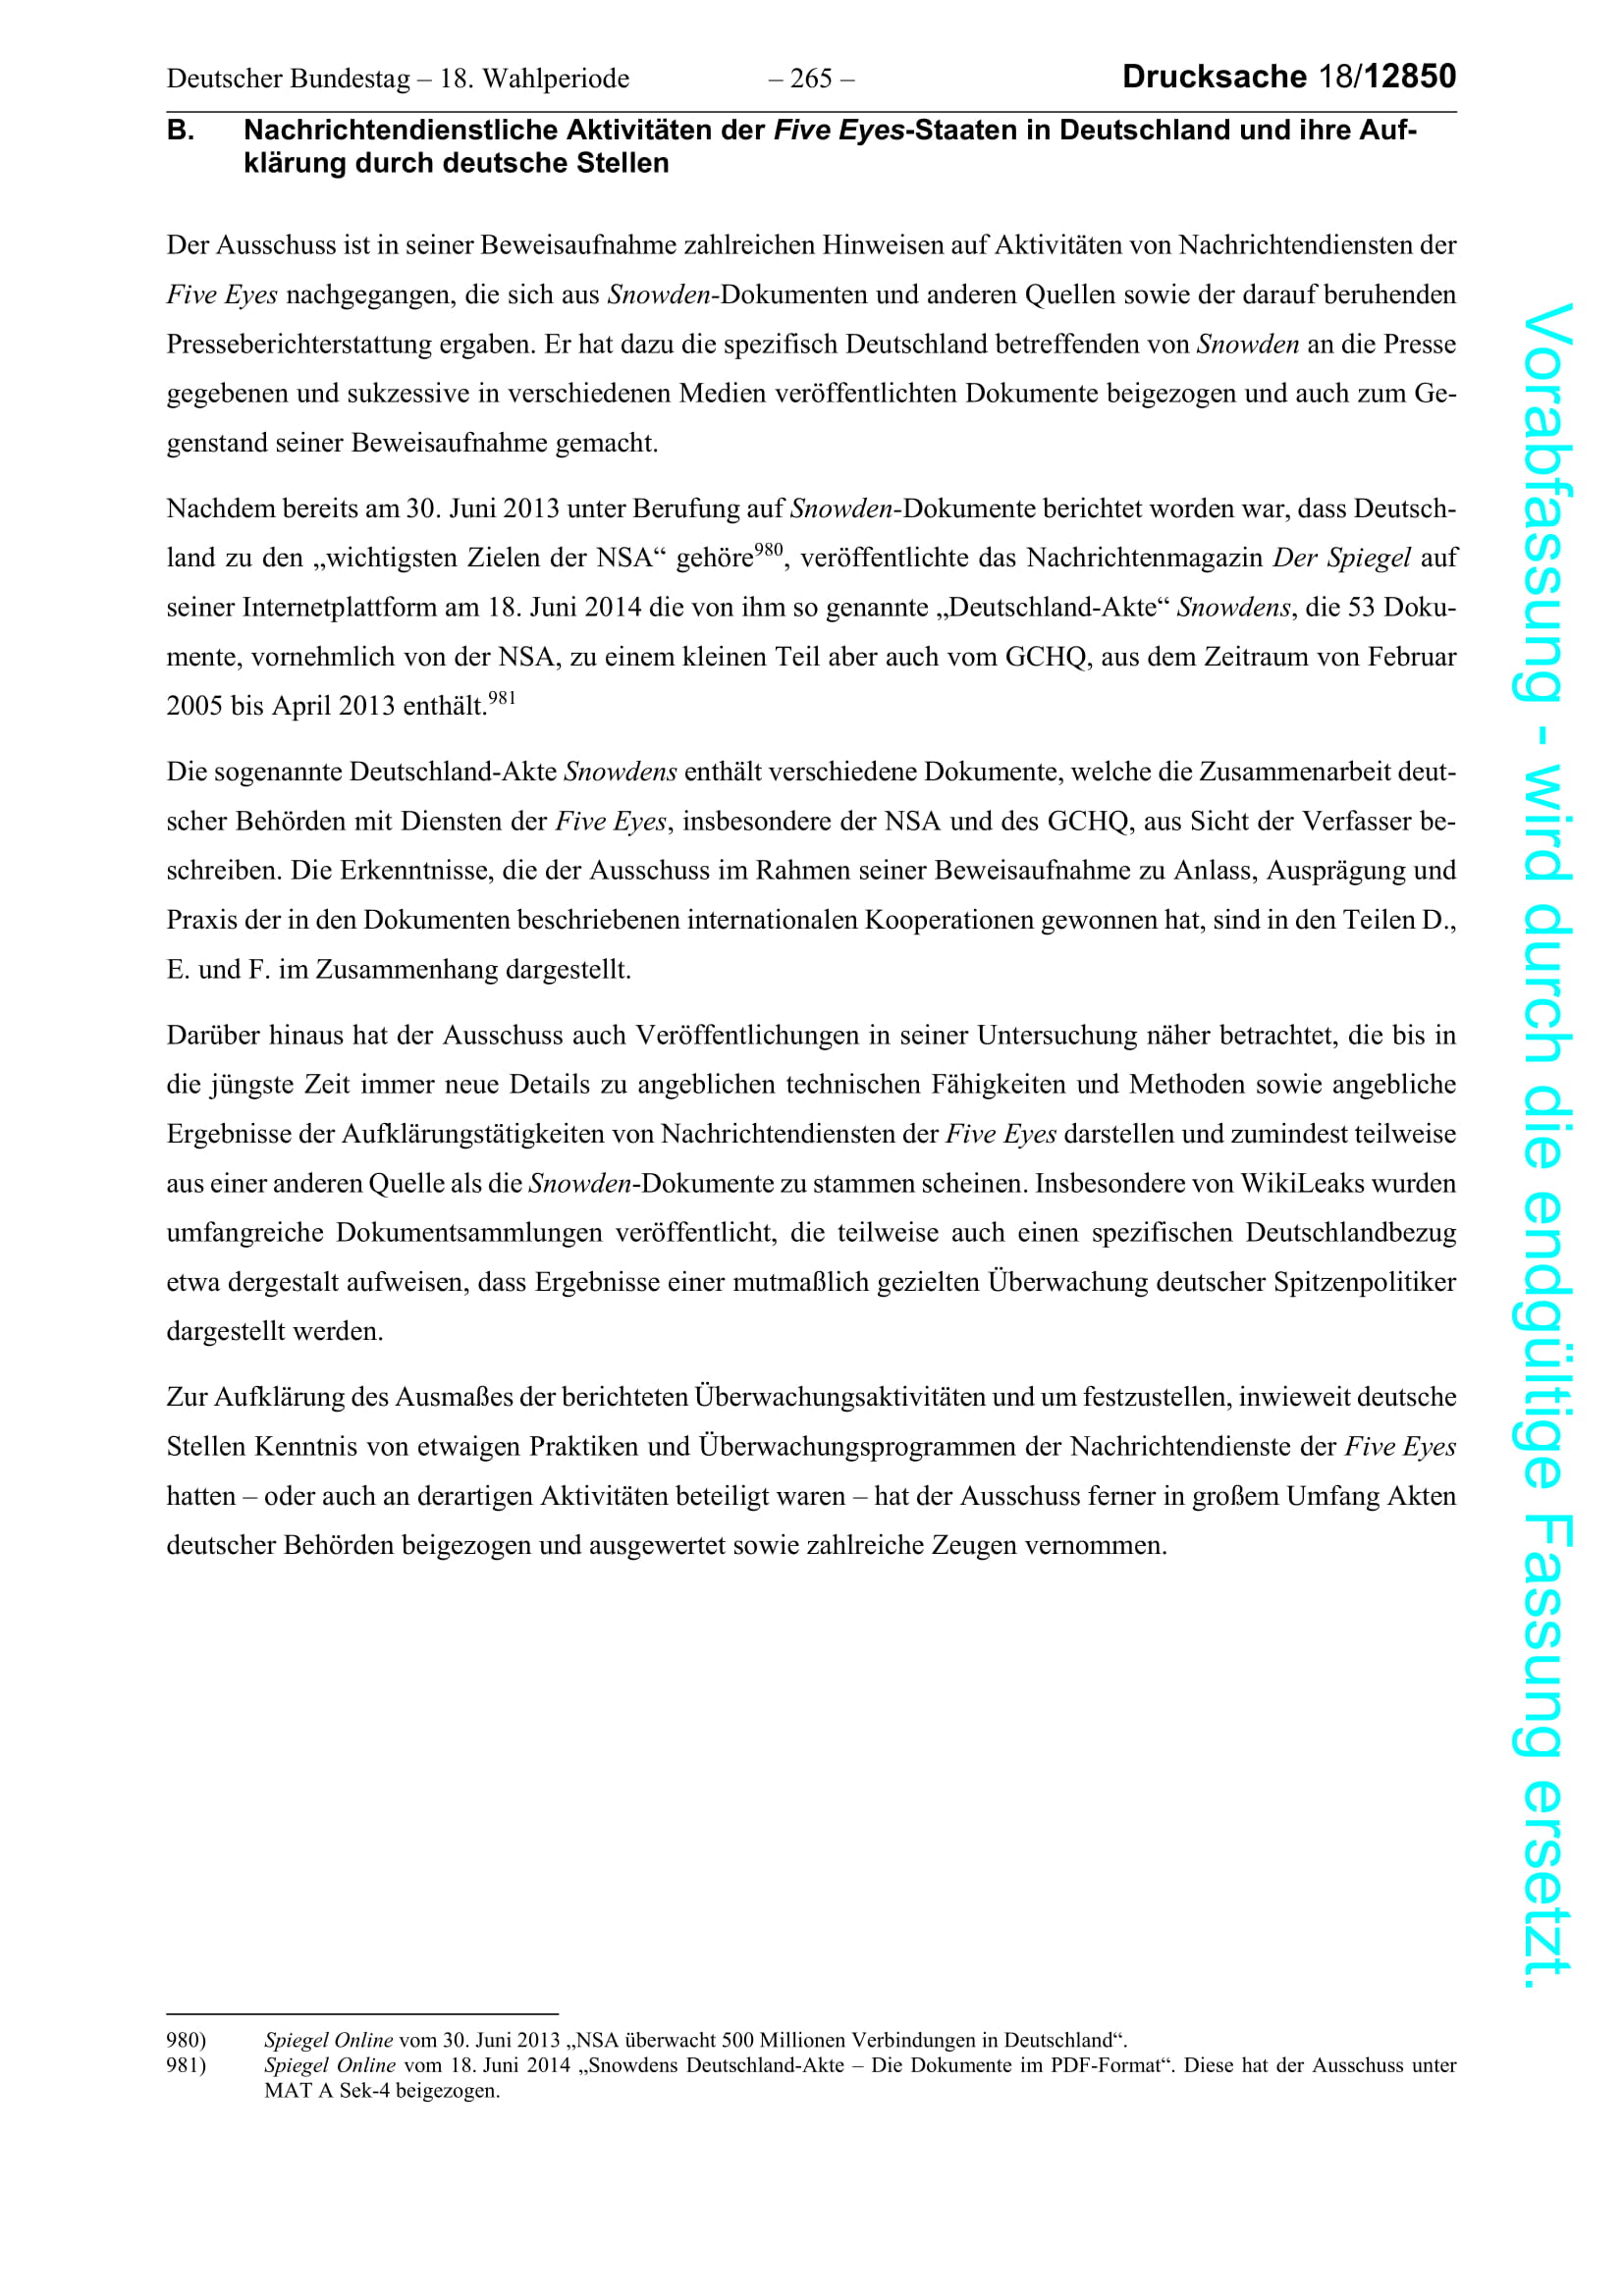 Deutscher Bundestag – 18. Wahlperiode – 265 – Drucksache 18/12850
B. Nachrichtendienstliche Aktivitäten der Five Eyes-Staaten in Deutschland und ihre Auf-
klärung durch deutsche Stellen
Der Ausschuss ist in seiner Beweisaufnahme zahlreichen Hinweisen auf Aktivitäten von Nachrichtendiensten der
Five Eyes nachgegangen, die sich aus Snowden-Dokumenten und anderen Quellen sowie der darauf beruhenden
Presseberichterstattung ergaben. Er hat dazu die spezifisch Deutschland betreffenden von Snowden an die Presse
gegebenen und sukzessive in verschiedenen Medien veröffentlichten Dokumente beigezogen und auch zum Ge-
genstand seiner Beweisaufnahme gemacht.
Nachdem bereits am 30. Juni 2013 unter Berufung auf Snowden-Dokumente berichtet worden war, dass Deutsch-
land zu den „wichtigsten Zielen der NSA“ gehöre980, veröffentlichte das Nachrichtenmagazin Der Spiegel auf
seiner Internetplattform am 18. Juni 2014 die von ihm so genannte „Deutschland-Akte“ Snowdens, die 53 Doku-
mente, vornehmlich von der NSA, zu einem kleinen Teil aber auch vom GCHQ, aus dem Zeitraum von Februar
2005 bis April 2013 enthält.981
Die sogenannte Deutschland-Akte Snowdens enthält verschiedene Dokumente, welche die Zusammenarbeit deut-
scher Behörden mit Diensten der Five Eyes, insbesondere der NSA und des GCHQ, aus Sicht der Verfasser be-
schreiben. Die Erkenntnisse, die der Ausschuss im Rahmen seiner Beweisaufnahme zu Anlass, Ausprägung und
Praxis der in den Dokumenten beschriebenen internationalen Kooperationen gewonnen hat, sind in den Teilen D.,
E. und F. im Zusammenhang dargestellt.
Darüber hinaus hat der Ausschuss auch Veröffentlichungen in seiner Untersuchung näher betrachtet, die bis in
die jüngste Zeit immer neue Details zu angeblichen technischen Fähigkeiten und Methoden sowie angebliche
Ergebnisse der Aufklärungstätigkeiten von Nachrichtendiensten der Five Eyes darstellen und zumindest teilweise
aus einer anderen Quelle als die Snowden-Dokumente zu stammen scheinen. Insbesondere von WikiLeaks wurden
umfangreiche Dokumentsammlungen veröffentlicht, die teilweise auch einen spezifischen Deutschlandbezug
etwa dergestalt aufweisen, dass Ergebnisse einer mutmaßlich gezielten Überwachung deutscher Spitzenpolitiker
dargestellt werden.
Zur Aufklärung des Ausmaßes der berichteten Überwachungsaktivitäten und um festzustellen, inwieweit deutsche
Stellen Kenntnis von etwaigen Praktiken und Überwachungsprogrammen der Nachrichtendienste der Five Eyes
hatten – oder auch an derartigen Aktivitäten beteiligt waren – hat der Ausschuss ferner in großem Umfang Akten
deutscher Behörden beigezogen und ausgewertet sowie zahlreiche Zeugen vernommen.
980) Spiegel Online vom 30. Juni 2013 „NSA überwacht 500 Millionen Verbindungen in Deutschland“.
981) Spiegel Online vom 18. Juni 2014 „Snowdens Deutschland-Akte – Die Dokumente im PDF-Format“. Diese hat der Ausschuss unter
MAT A Sek-4 beigezogen.
Vorabfassung - wird durch die endgültige Fassung ersetzt.